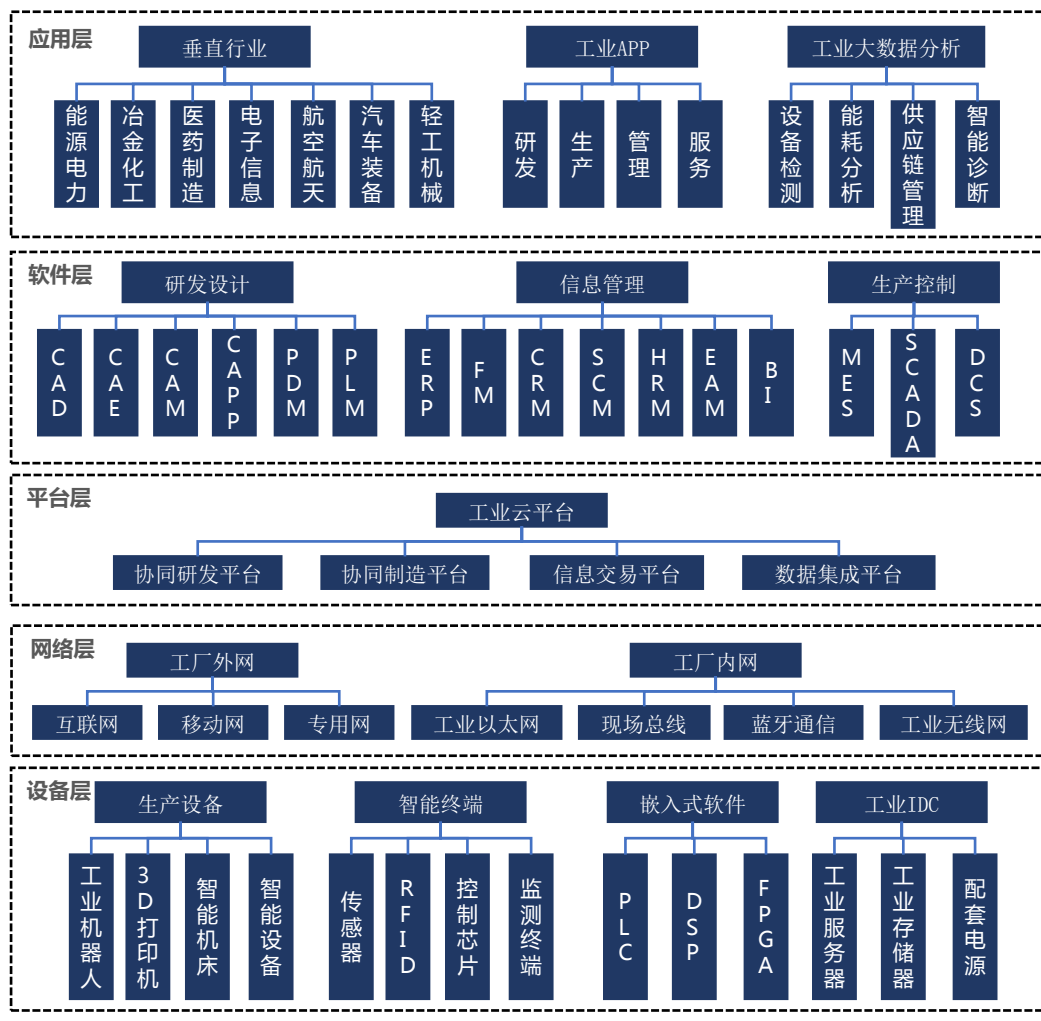 应用层
垂直行业
工业APP
工业大数据分析
能源电力
冶金化工
医药制造
电子信息
航空航天
汽车装备
轻工机械
研发
生产
管理
服务
设备检测
能耗分析
供应链管理
智能诊断
软件层
研发设计
信息管理
生产控制
CAD
CAE
CAM
CAPP
PDM
PLM
ERP
FM
CRM
SCM
HRM
EAM
BI
MES
SCADA
DCS
平台层
工业云平台
协同研发平台
协同制造平台
信息交易平台
数据集成平台
网络层
工厂外网
工厂内网
互联网
移动网
专用网
工业以太网
现场总线
蓝牙通信
工业无线网
设备层
生产设备
智能终端
嵌入式软件
工业IDC
工业机器人
3D打印机
智能机床
智能设备
传感器
RFID
控制芯片
监测终端
PLC
DSP
FPGA
工业服务器
工业存储器
配套电源